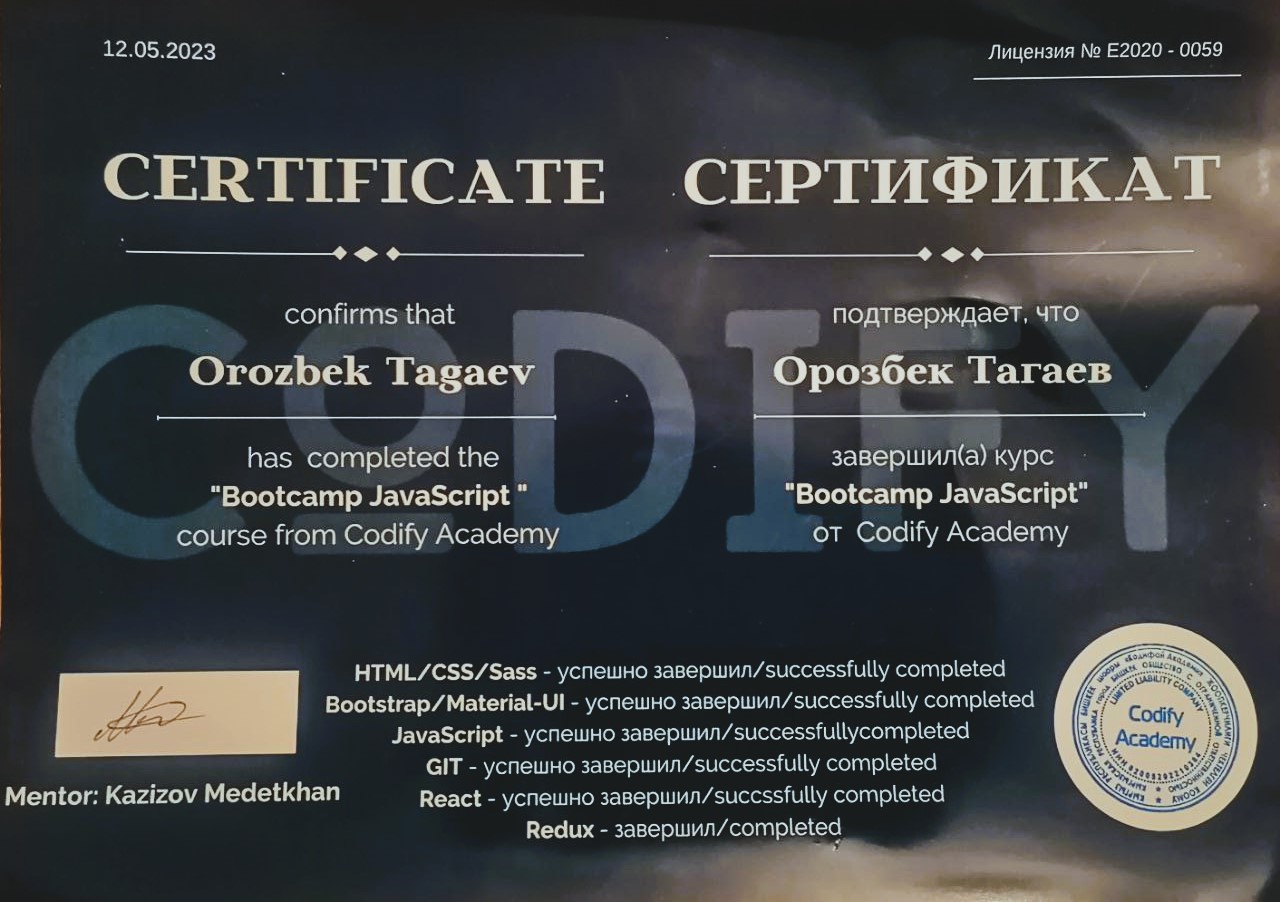 12.05.2023
Лицензия № E2020 - 0059
CERTIFICATE
confirms that
Orozbek Tagaev
has completed the
"Bootcamp JavaScript "
course from Codify Academy
СЕРТИФИКАТ
подтверждает, что
Орозбек Тагаев
завершил(а) курс
"Bootcamp JavaScript"
от Codify Academy
CODIFY
HTML/CSS/Sass - успешно завершил/successfully completed
Bootstrap/Material-UI - успешно завершил/successfully completed
JavaScript - успешно завершил/successfullycompleted
GIT - успешно завершил/successfully completed
React - успешно завершил/succssfully completed
Redux - завершил/completed
Mentor: Kazizov Medetkhan
LIMITED LIABILITY COMPANY
Codify
Academy